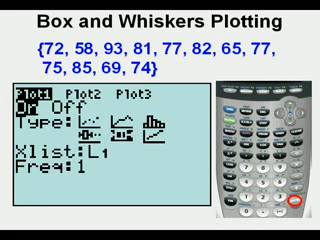 Box and Whiskers Plotting
{72, 58, 93, 81, 77, 82, 65, 77,
75, 85, 69, 74}
Plot1 Plot2 Plot3
On Off
Type:
Xlist:L1
Freq:1